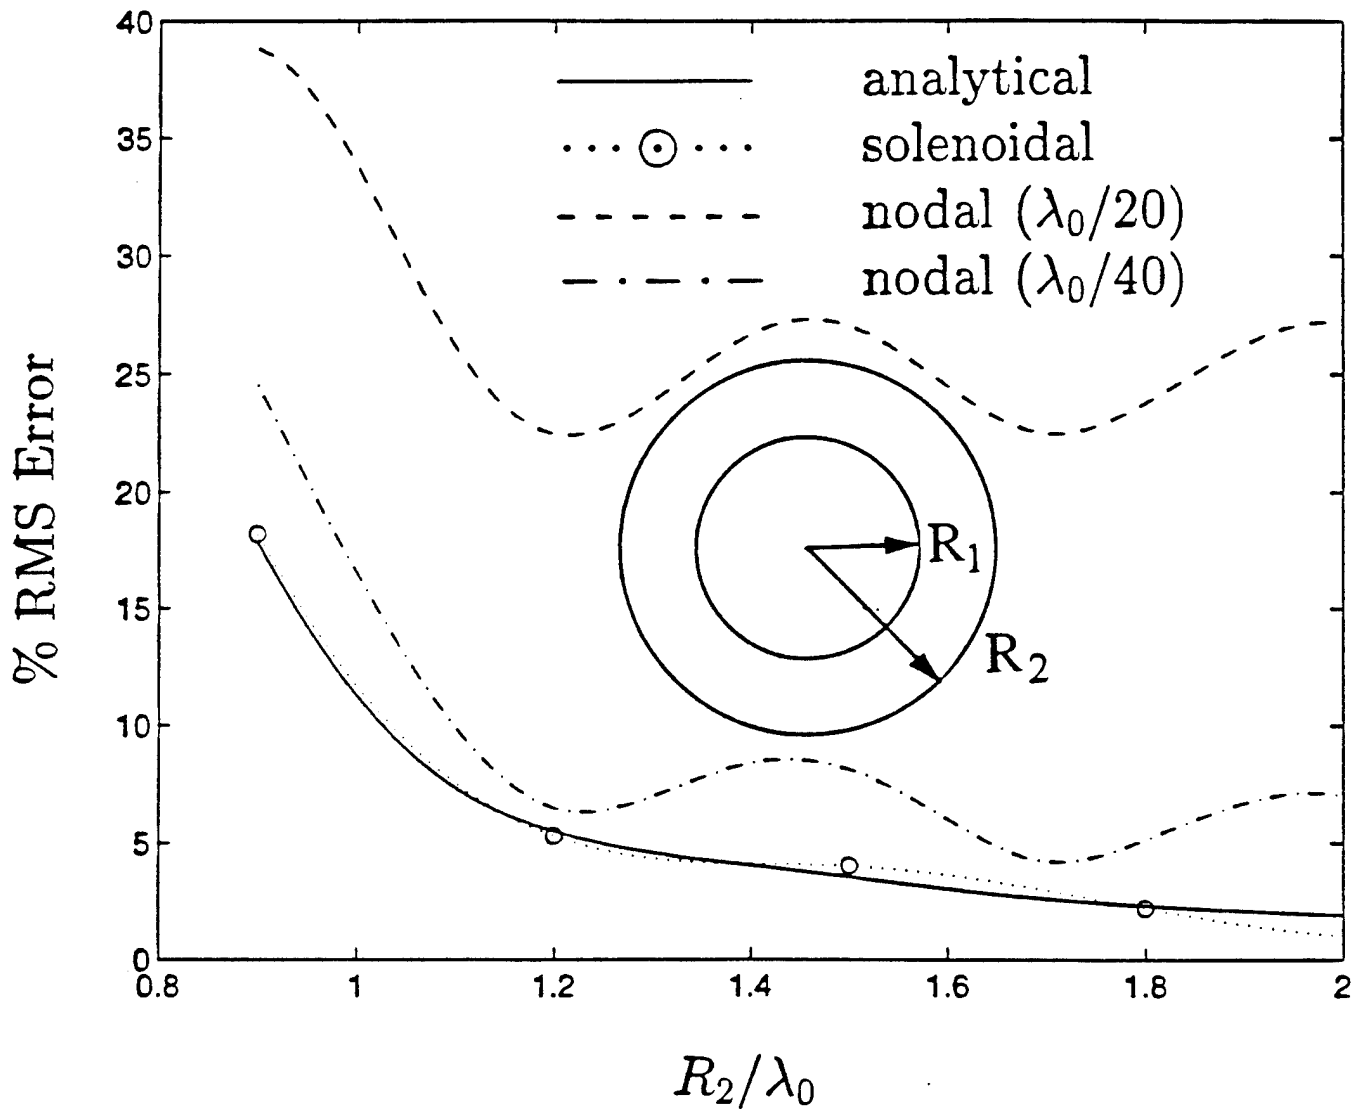 40
35
30
25
20
15
10
5
0
% RMS Error
analytical
solenoidal
nodal (λ₀/20)
nodal (λ₀/40)
R₁
R₂
0.8 1 1.2 1.4 1.6 1.8 2
R₂/λ₀